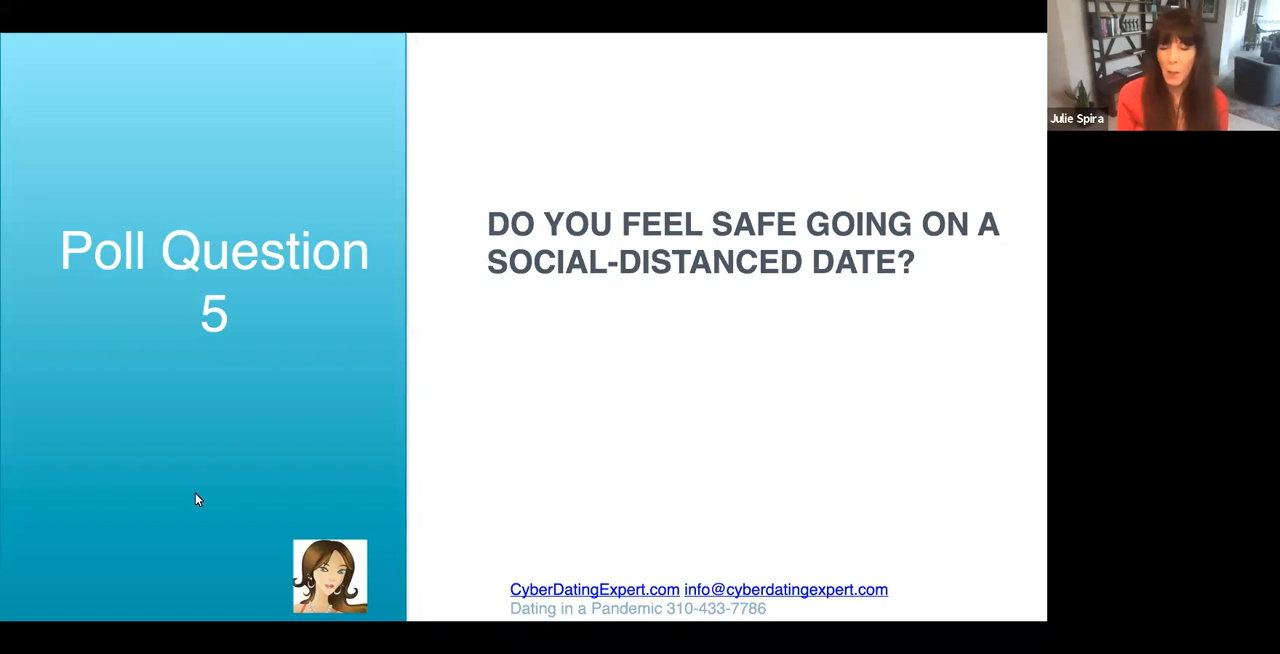 Poll Question
5
DO YOU FEEL SAFE GOING ON A
SOCIAL-DISTANCED DATE?
CyberDatingExpert.com info@cyberdatingexpert.com
Dating in a Pandemic 310-433-7786
Julie Spira